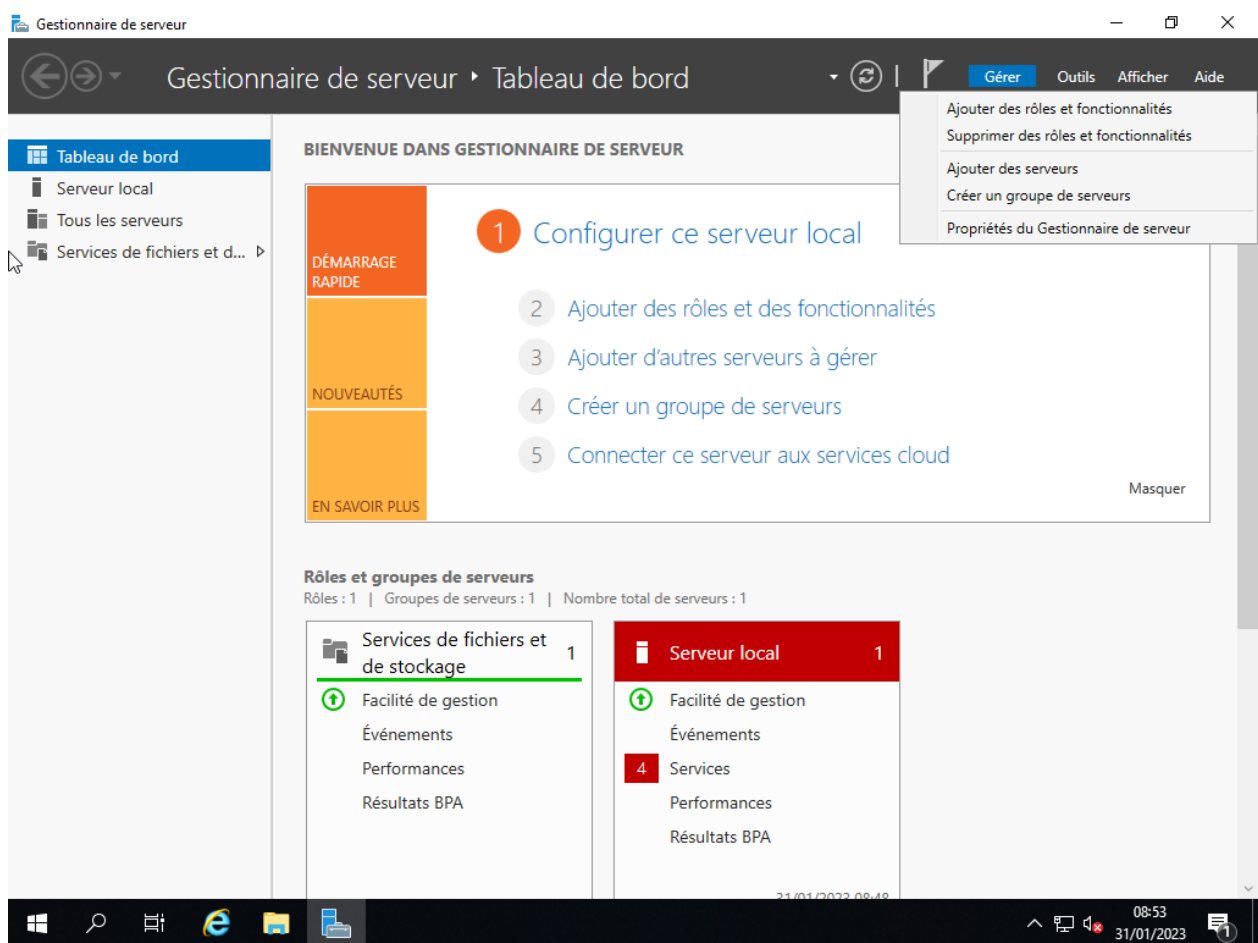 Gestionnaire de serveur
Gestionnaire de serveur Tableau de bord
Gérer Outils Afficher Aide
Ajouter des rôles et fonctionnalités
Supprimer des rôles et fonctionnalités
Ajouter des serveurs
Créer un groupe de serveurs
Propriétés du Gestionnaire de serveur
Tableau de bord
Serveur local
Tous les serveurs
Services de fichiers et d...
BIENVENUE DANS GESTIONNAIRE DE SERVEUR
DÉMARRAGE
RAPIDE
NOUVEAUTÉS
EN SAVOIR PLUS
1 Configurer ce serveur local
2 Ajouter des rôles et des fonctionnalités
3 Ajouter d’autres serveurs à gérer
4 Créer un groupe de serveurs
5 Connecter ce serveur aux services cloud
Masquer
Rôles et groupes de serveurs
Rôles : 1 | Groupes de serveurs : 1 | Nombre total de serveurs : 1
Services de fichiers et
de stockage
1
Facilité de gestion
Événements
Performances
Résultats BPA
Serveur local 1
Facilité de gestion
Événements
4 Services
Performances
Résultats BPA
31/01/2023 08:48
08:53
31/01/2023
1